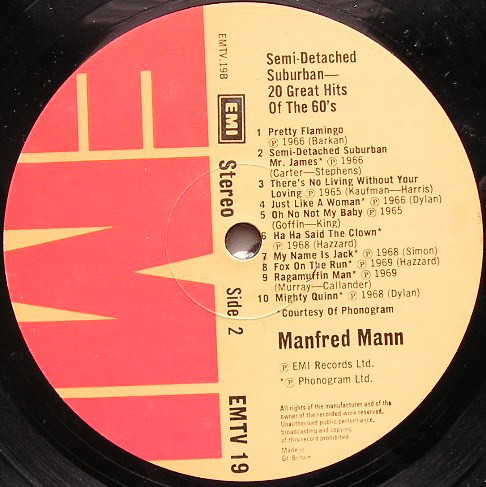 EMTV.19B
EMI
Stereo
Side 2
EMTV 19
Semi-Detached
Suburban—
20 Great Hits
Of The 60's
1 Pretty Flamingo
Ⓟ 1966 (Barkan)
2 Semi-Detached Suburban
Mr. James* Ⓟ 1966
(Carter—Stephens)
3 There's No Living Without Your
Loving Ⓟ 1965 (Kaufman—Harris)
4 Just Like A Woman* Ⓟ 1966 (Dylan)
5 Oh No Not My Baby Ⓟ 1965
(Goffin—King)
6 Ha Ha Said The Clown*
Ⓟ 1968 (Hazzard)
7 My Name Is Jack* Ⓟ 1968 (Simon)
8 Fox On The Run* Ⓟ 1969 (Hazzard)
9 Ragamuffin Man* Ⓟ 1969
(Murray—Callander)
10 Mighty Quinn* Ⓟ 1968 (Dylan)
*Courtesy Of Phonogram
Manfred Mann
Ⓟ EMI Records Ltd.
*Ⓟ Phonogram Ltd.
All rights of the manufacturer and of the
owner of the recorded work reserved.
Unauthorised public performance,
broadcasting and copying
of this record prohibited.
Made in
Gt. Britain
EMI